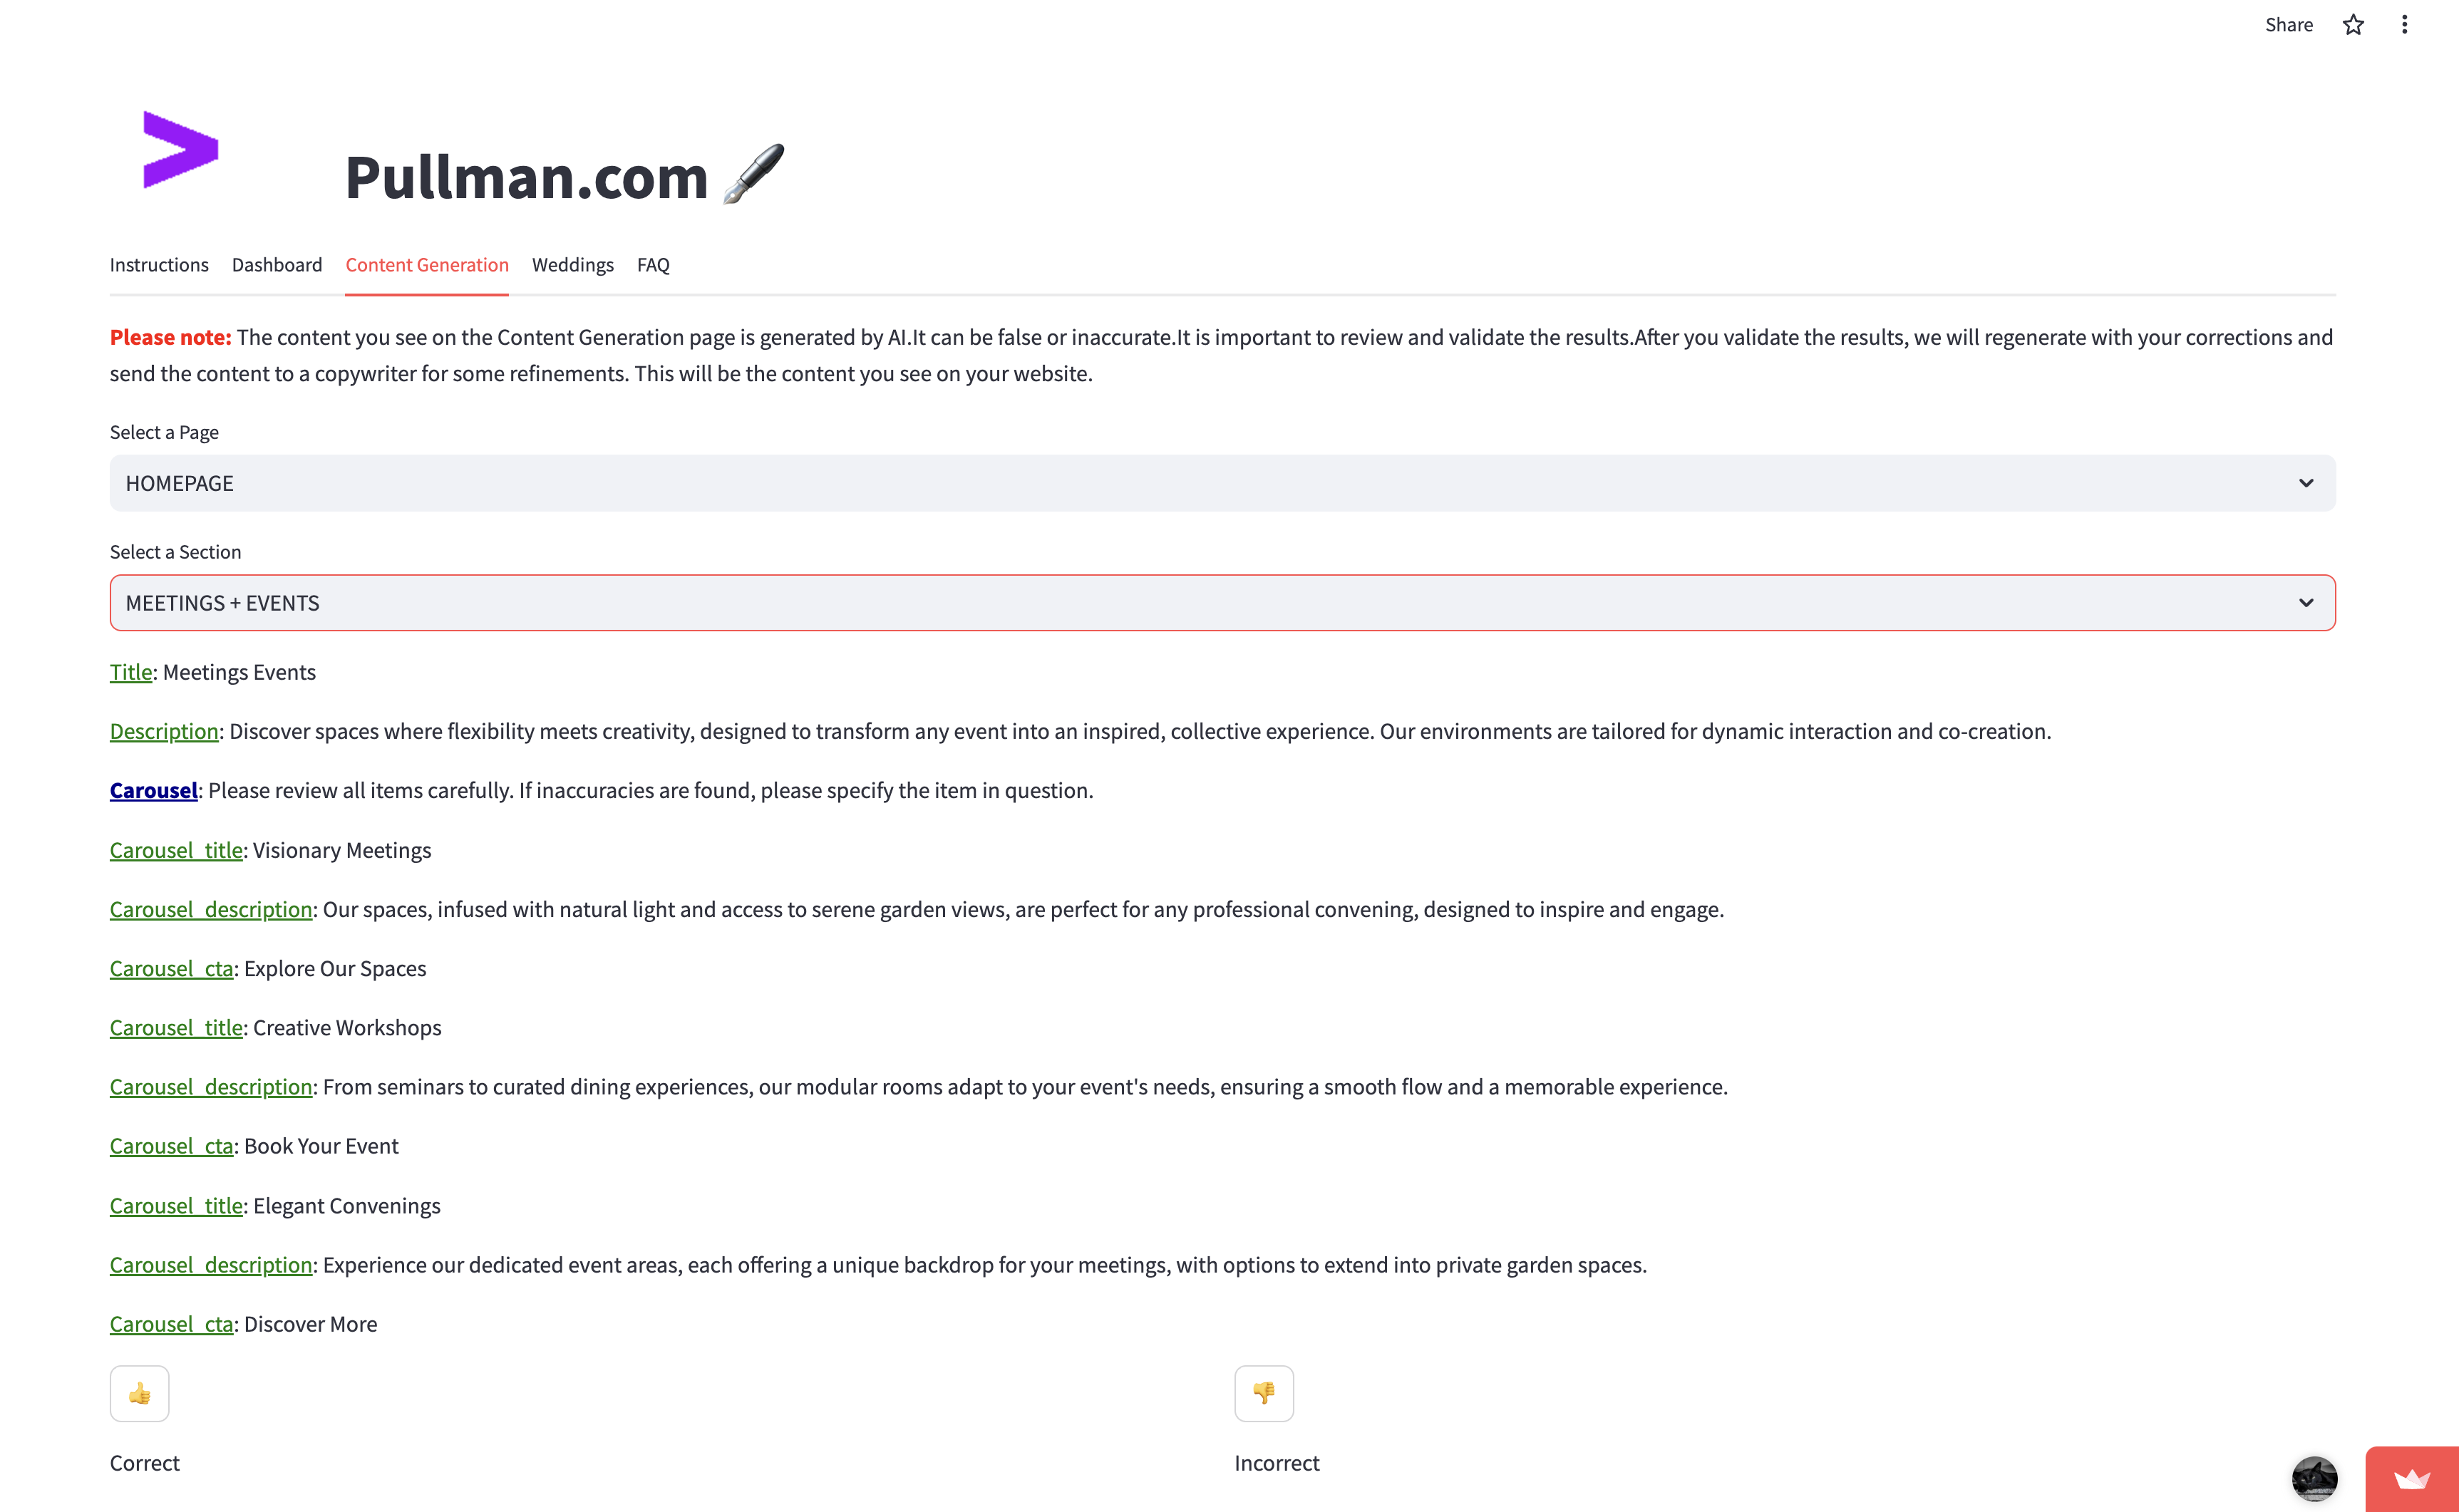 Share
Pullman.com
Instructions Dashboard Content Generation Weddings FAQ
Please note: The content you see on the Content Generation page is generated by AI.It can be false or inaccurate.It is important to review and validate the results.After you validate the results, we will regenerate with your corrections and
send the content to a copywriter for some refinements. This will be the content you see on your website.
Select a Page
HOMEPAGE
Select a Section
MEETINGS + EVENTS
Title: Meetings Events
Description: Discover spaces where flexibility meets creativity, designed to transform any event into an inspired, collective experience. Our environments are tailored for dynamic interaction and co-creation.
Carousel: Please review all items carefully. If inaccuracies are found, please specify the item in question.
Carousel_title: Visionary Meetings
Carousel_description: Our spaces, infused with natural light and access to serene garden views, are perfect for any professional convening, designed to inspire and engage.
Carousel_cta: Explore Our Spaces
Carousel_title: Creative Workshops
Carousel_description: From seminars to curated dining experiences, our modular rooms adapt to your event's needs, ensuring a smooth flow and a memorable experience.
Carousel_cta: Book Your Event
Carousel_title: Elegant Convenings
Carousel_description: Experience our dedicated event areas, each offering a unique backdrop for your meetings, with options to extend into private garden spaces.
Carousel_cta: Discover More
Correct
Incorrect